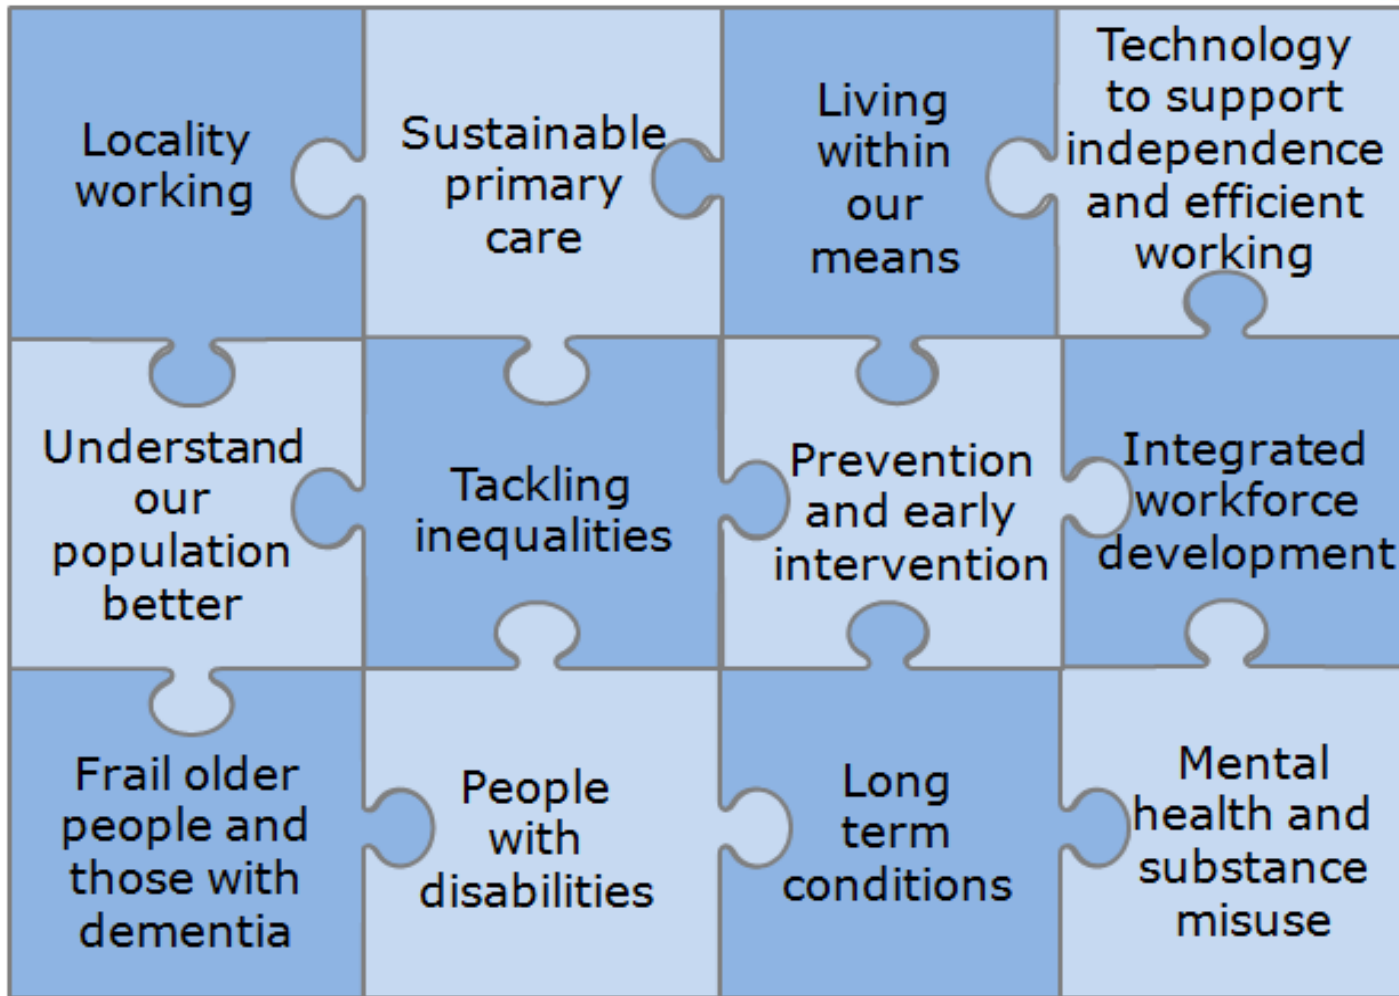 Locality
working
Sustainable
primary
care
Living
within
our
means
Technology
to support
independence
and efficient
working
Understand
our
population
better
Tackling
inequalities
Prevention
and early
intervention
Integrated
workforce
development
Frail older
people and
those with
dementia
People
with
disabilities
Long
term
conditions
Mental
health and
substance
misuse